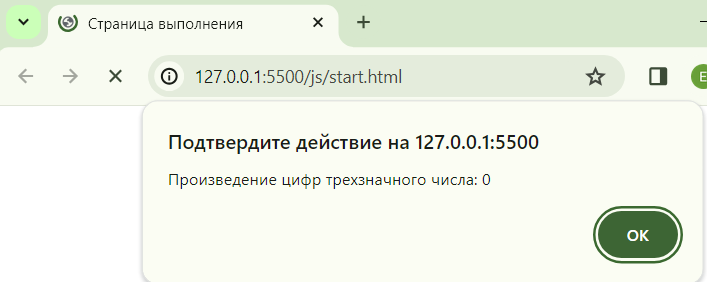 Страница выполнения
127.0.0.1:5500/js/start.html
E
Подтвердите действие на 127.0.0.1:5500
Произведение цифр трехзначного числа: 0
ОК